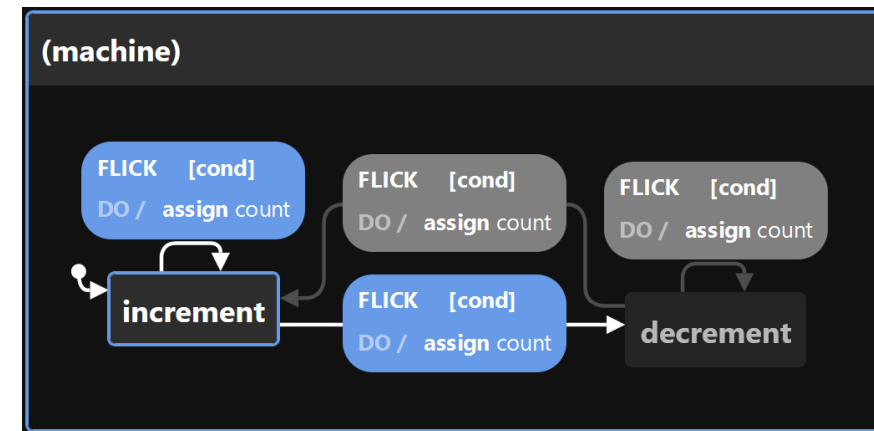 (machine)
FLICK [cond]
DO / assign count
FLICK [cond]
DO / assign count
FLICK [cond]
DO / assign count
increment
FLICK [cond]
DO / assign count
decrement